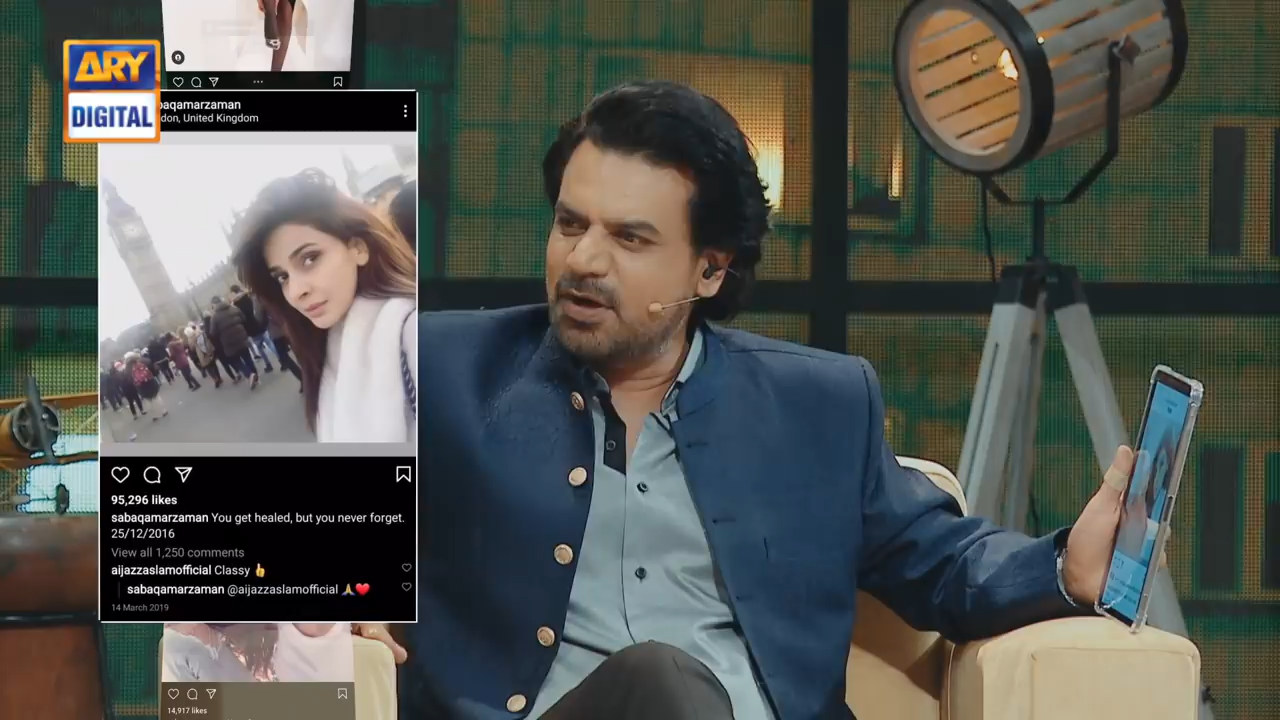 ARY
DIGITAL
baqamarzaman
don, United Kingdom
95,296 likes
sabaqamarzaman You get healed, but you never forget.
25/12/2016
View all 1,250 comments
aijazzaslamofficial Classy 👍
sabaqamarzaman @aijazzaslamofficial 🙏❤️
14 March 2019
14,917 likes